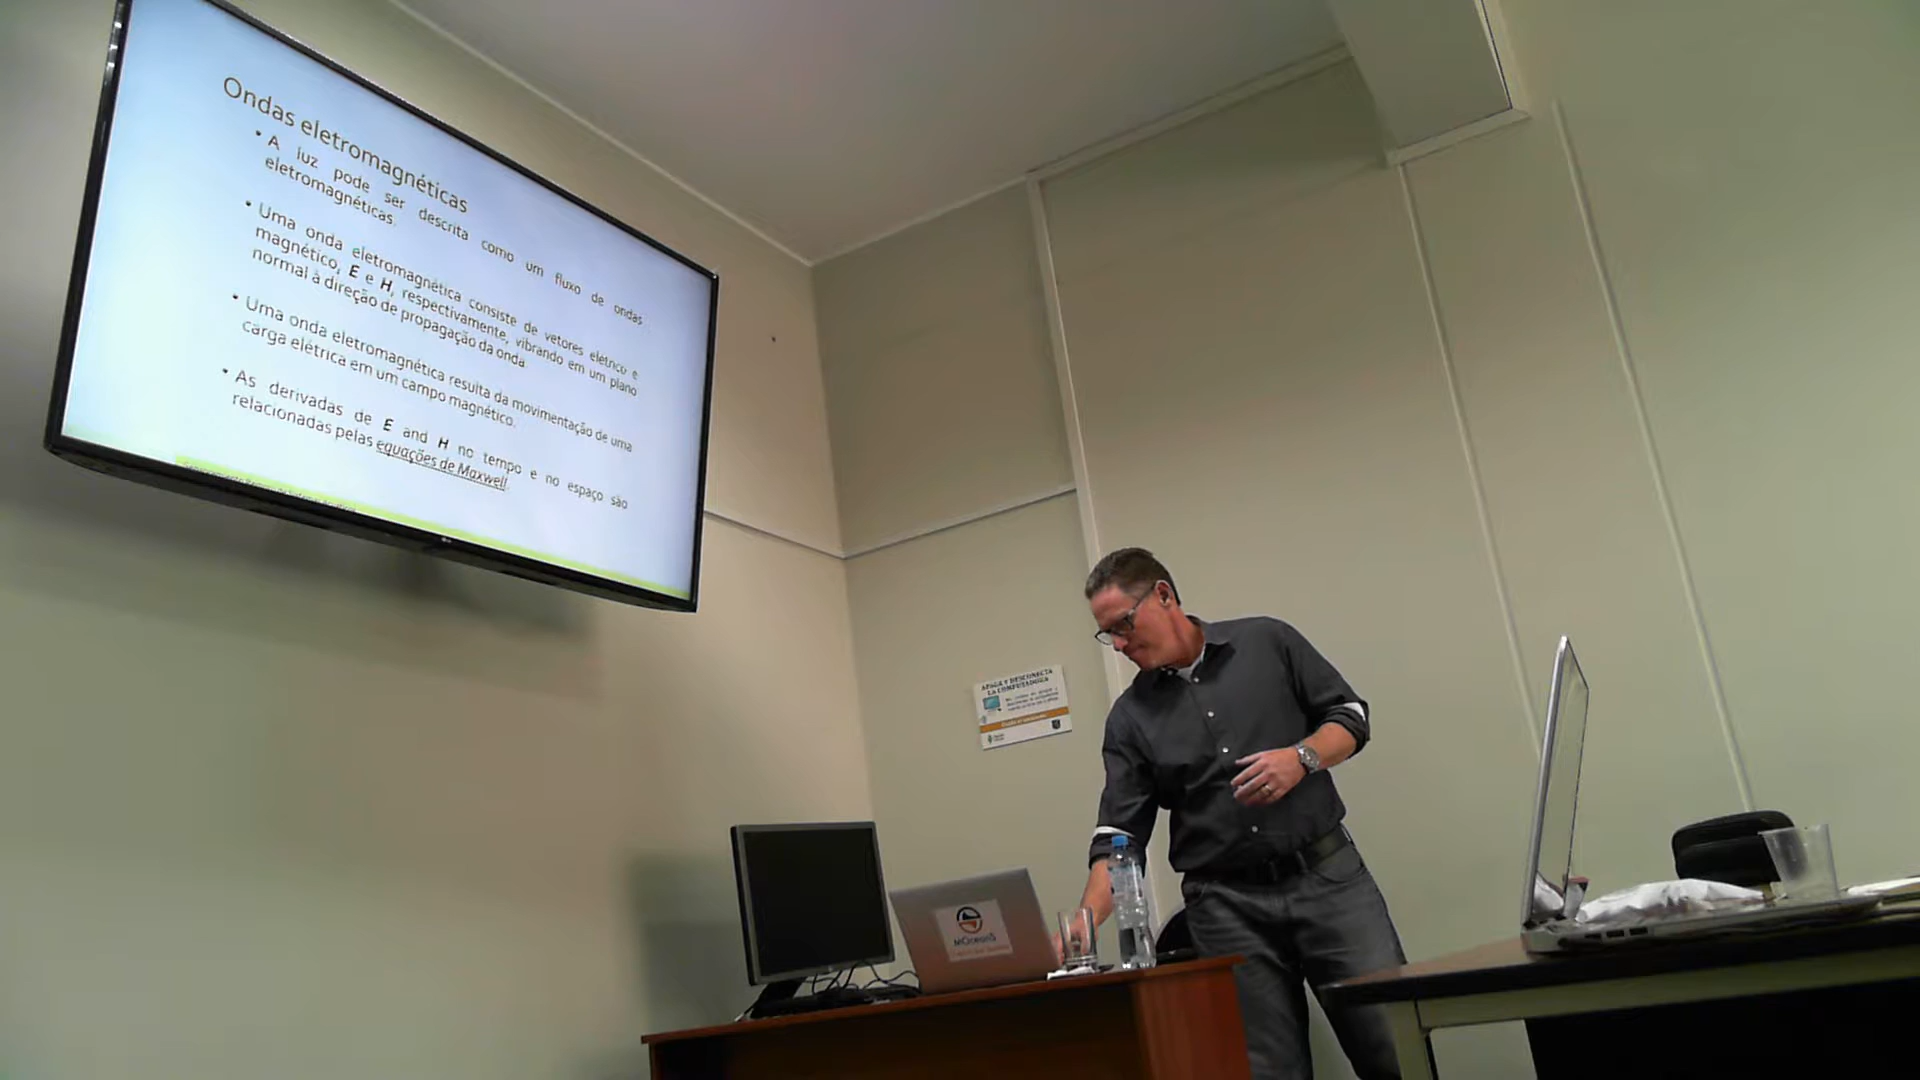 Ondas eletromagnéticas
• A luz pode ser descrita como um fluxo de ondas
eletromagnéticas.
• Uma onda eletromagnética consiste de vetores elétrico e
magnético, E e H, respectivamente, vibrando em um plano
normal à direção de propagação da onda.
• Uma onda eletromagnética resulta da movimentação de uma
carga elétrica em um campo magnético.
• As derivadas de E and H no tempo e no espaço são
relacionadas pelas equações de Maxwell.
APAGA Y DESCONECTA
LA COMPUTADORA
LG